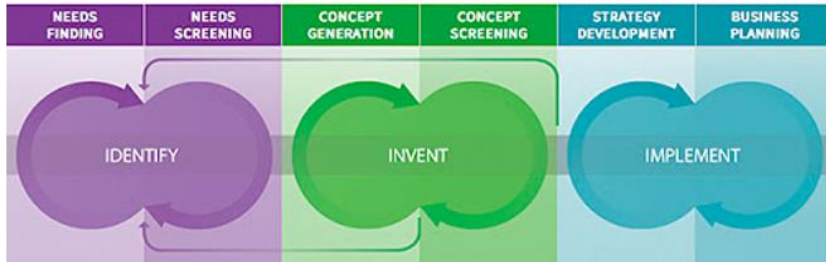 NEEDS FINDING
NEEDS SCREENING
CONCEPT GENERATION
CONCEPT SCREENING
STRATEGY DEVELOPMENT
BUSINESS PLANNING
IDENTIFY
INVENT
IMPLEMENT